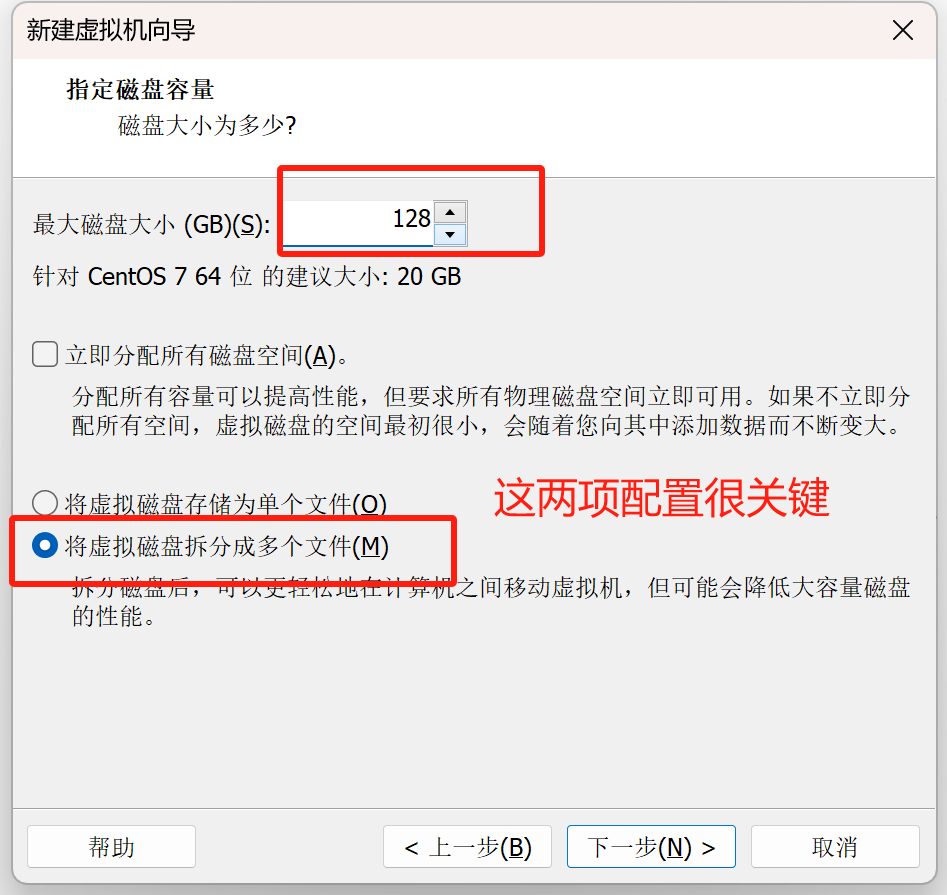 新建虚拟机向导
指定磁盘容量
磁盘大小为多少?
最大磁盘大小 (GB)(S): 128
针对 CentOS 7 64 位 的建议大小: 20 GB
立即分配所有磁盘空间(A)。
分配所有容量可以提高性能，但要求所有物理磁盘空间立即可用。如果不立即分
配所有空间，虚拟磁盘的空间最初很小，会随着您向其中添加数据而不断变大。
这两项配置很关键
将虚拟磁盘存储为单个文件(O)
将虚拟磁盘拆分成多个文件(M)
拆分磁盘后，可以更轻松地在计算机之间移动虚拟机，但可能会降低大容量磁盘
的性能。
帮助 < 上一步(B) 下一步(N) > 取消